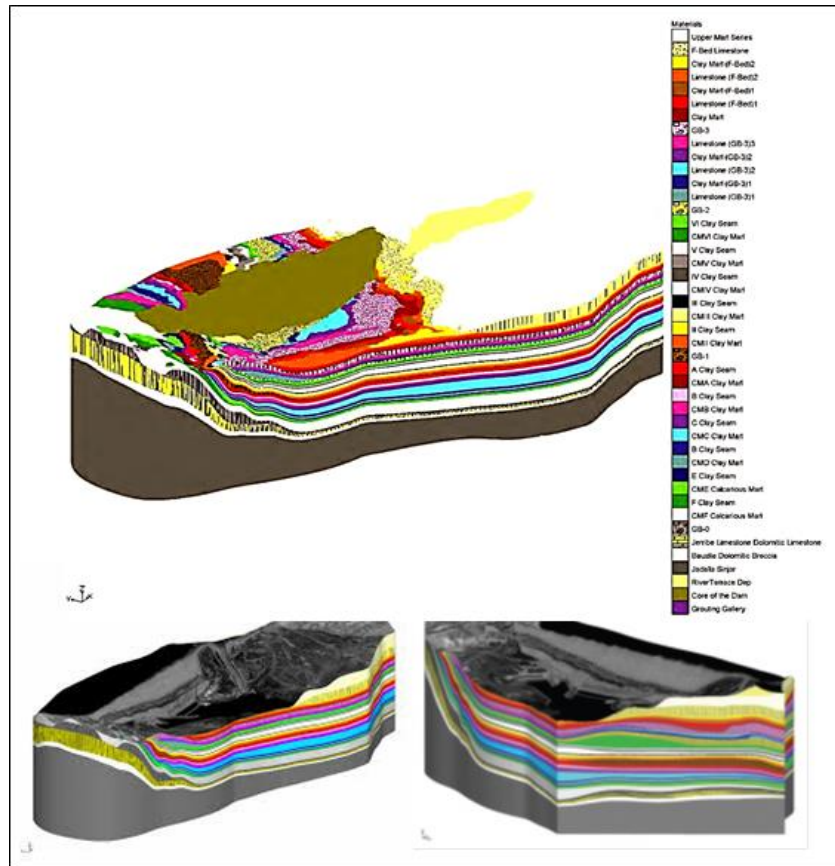 Materials
Upper Marl Series
F-Bed Limestone
Clay Marl (F-Bed)2
Limestone (F-Bed)2
Clay Marl (F-Bed)1
Limestone (F-Bed)1
Clay Marl
GB-3
Limestone (GB-3)3
Clay Marl (GB-3)2
Limestone (GB-3)2
Clay Marl (GB-3)1
Limestone (GB-3)1
GB-2
VI Clay Seam
CMVI Clay Marl
V Clay Seam
CMV Clay Marl
IV Clay Seam
CMIV Clay Marl
III Clay Seam
CMIII Clay Marl
II Clay Seam
CMII Clay Marl
GB-1
A Clay Seam
CMA Clay Marl
B Clay Seam
CMB Clay Marl
C Clay Seam
CMC Clay Marl
CMD Clay Marl
E Clay Seam
CME Calcarious Marl
F Clay Seam
CMF Calcarious Marl
GB-0
Jeribe Limestone Dolomitic Limestone
Dolomitic Breccia
River Terrace Dep
Core of the Dam
Grouting Gallery